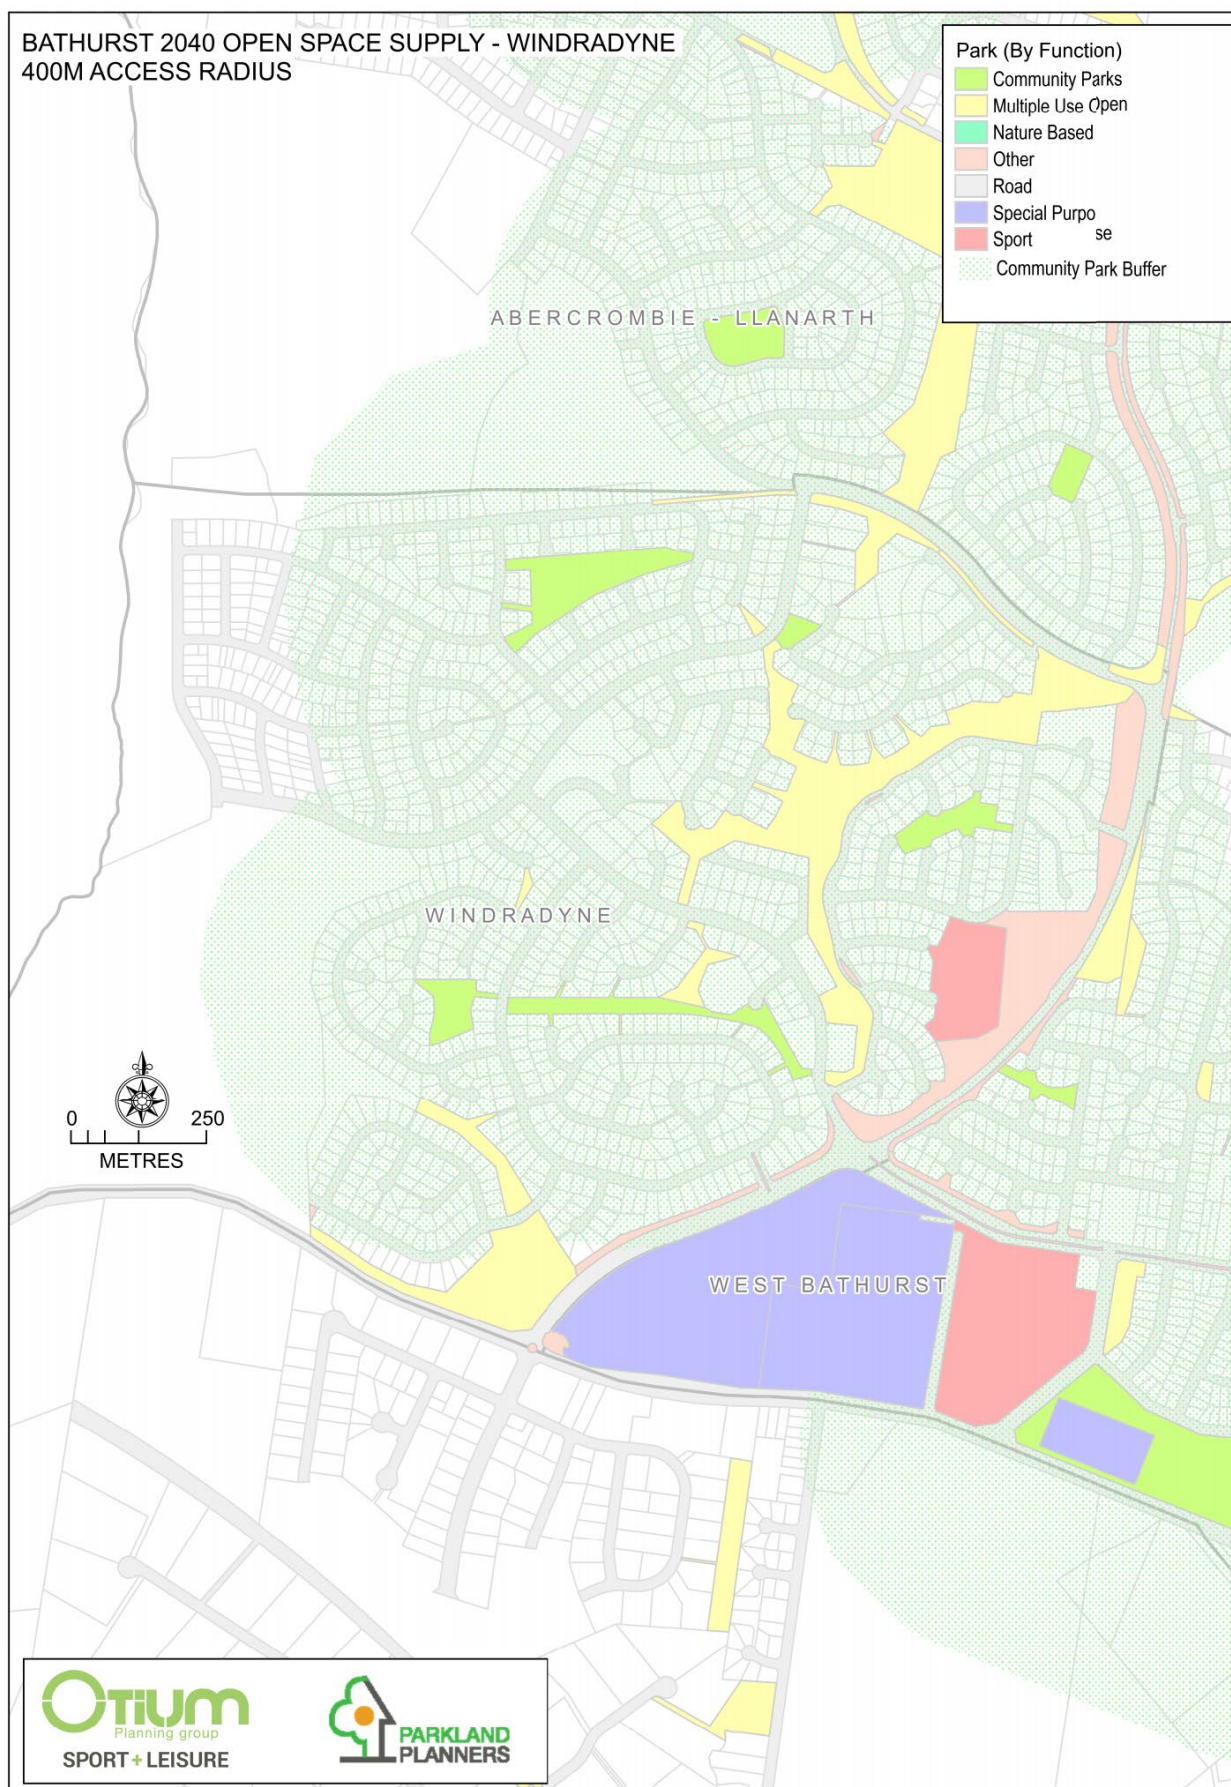 BATHURST 2040 OPEN SPACE SUPPLY - WINDRADYNE
400M ACCESS RADIUS
Park (By Function)
Community Parks
Multiple Use Open
Nature Based
Other
Road
Special Purpo
se
Sport
Community Park Buffer
ABERCROMBIE - LLANARTH
WINDRADYNE
0 250
METRES
WEST BATHURST
Otium
Planning group
SPORT + LEISURE
PARKLAND
PLANNERS